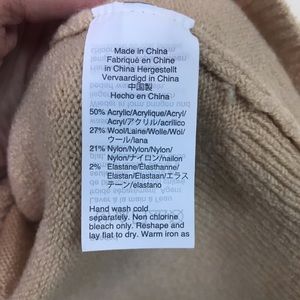 Made in China
Fabriqué en Chine
in China Hergestellt
Vervaardigd in China
中国製
Hecho en China
50% Acrylic/Acrylique/Acryl/
Acryl/アクリル/acrílico
27% Wool/Laine/Wolle/Wol/
ウール/lana
21% Nylon/Nylon/Nylon/
Nylon/ナイロン/nailon
2% Elastane/Élasthanne/
Elastan/Elastaan/エラス
テーン/elastano
Hand wash cold
separately. Non chlorine
bleach only. Reshape and
lay flat to dry. Warm iron as